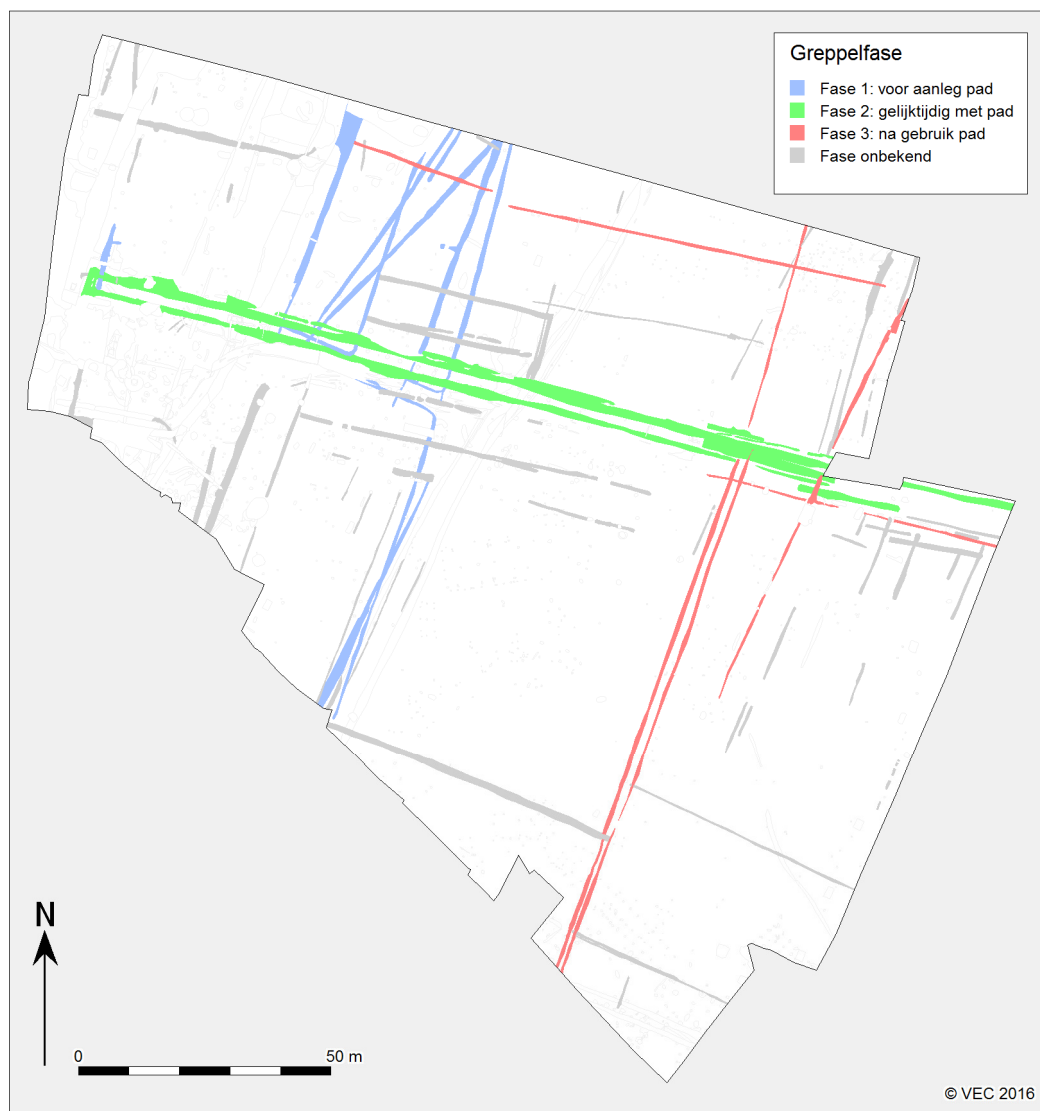 Greppelfase
Fase 1: voor aanleg pad
Fase 2: gelijktijdig met pad
Fase 3: na gebruik pad
Fase onbekend
N
0 50 m
© VEC 2016